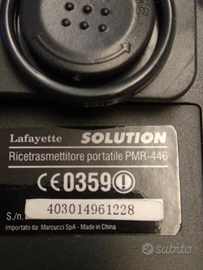 Lafayette SOLUTION
Ricetrasmettitore portatile PMR-446
CE0359
S/n. 403014961228
Importato da: Marcucci SpA - Made in China
subito